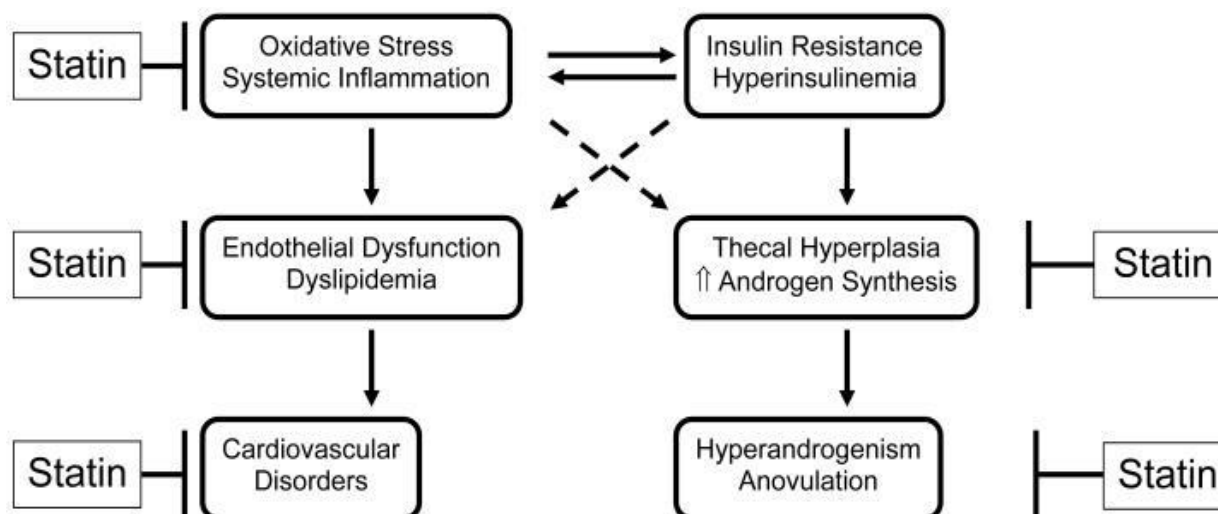 Statin
Oxidative Stress
Systemic Inflammation
Insulin Resistance
Hyperinsulinemia
Statin
Endothelial Dysfunction
Dyslipidemia
Thecal Hyperplasia
⇑ Androgen Synthesis
Statin
Statin
Cardiovascular
Disorders
Hyperandrogenism
Anovulation
Statin